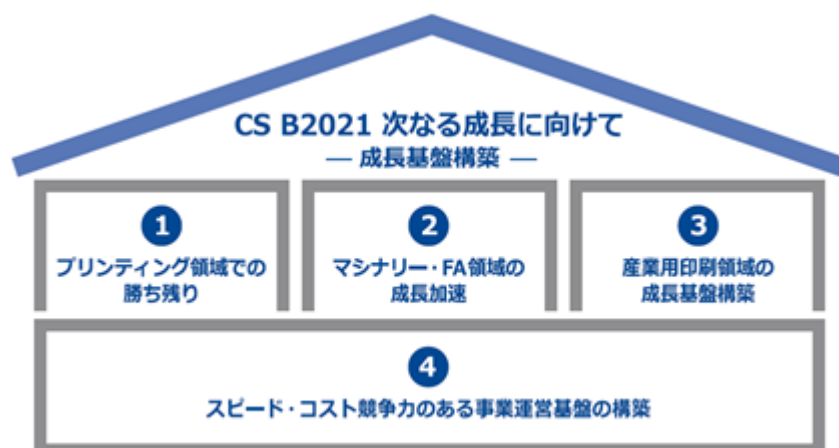 CS B2021 次なる成長に向けて
― 成長基盤構築 ―
1
プリンティング領域での
勝ち残り
2
マシナリー・FA領域の
成長加速
3
産業用印刷領域の
成長基盤構築
4
スピード・コスト競争力のある事業運営基盤の構築